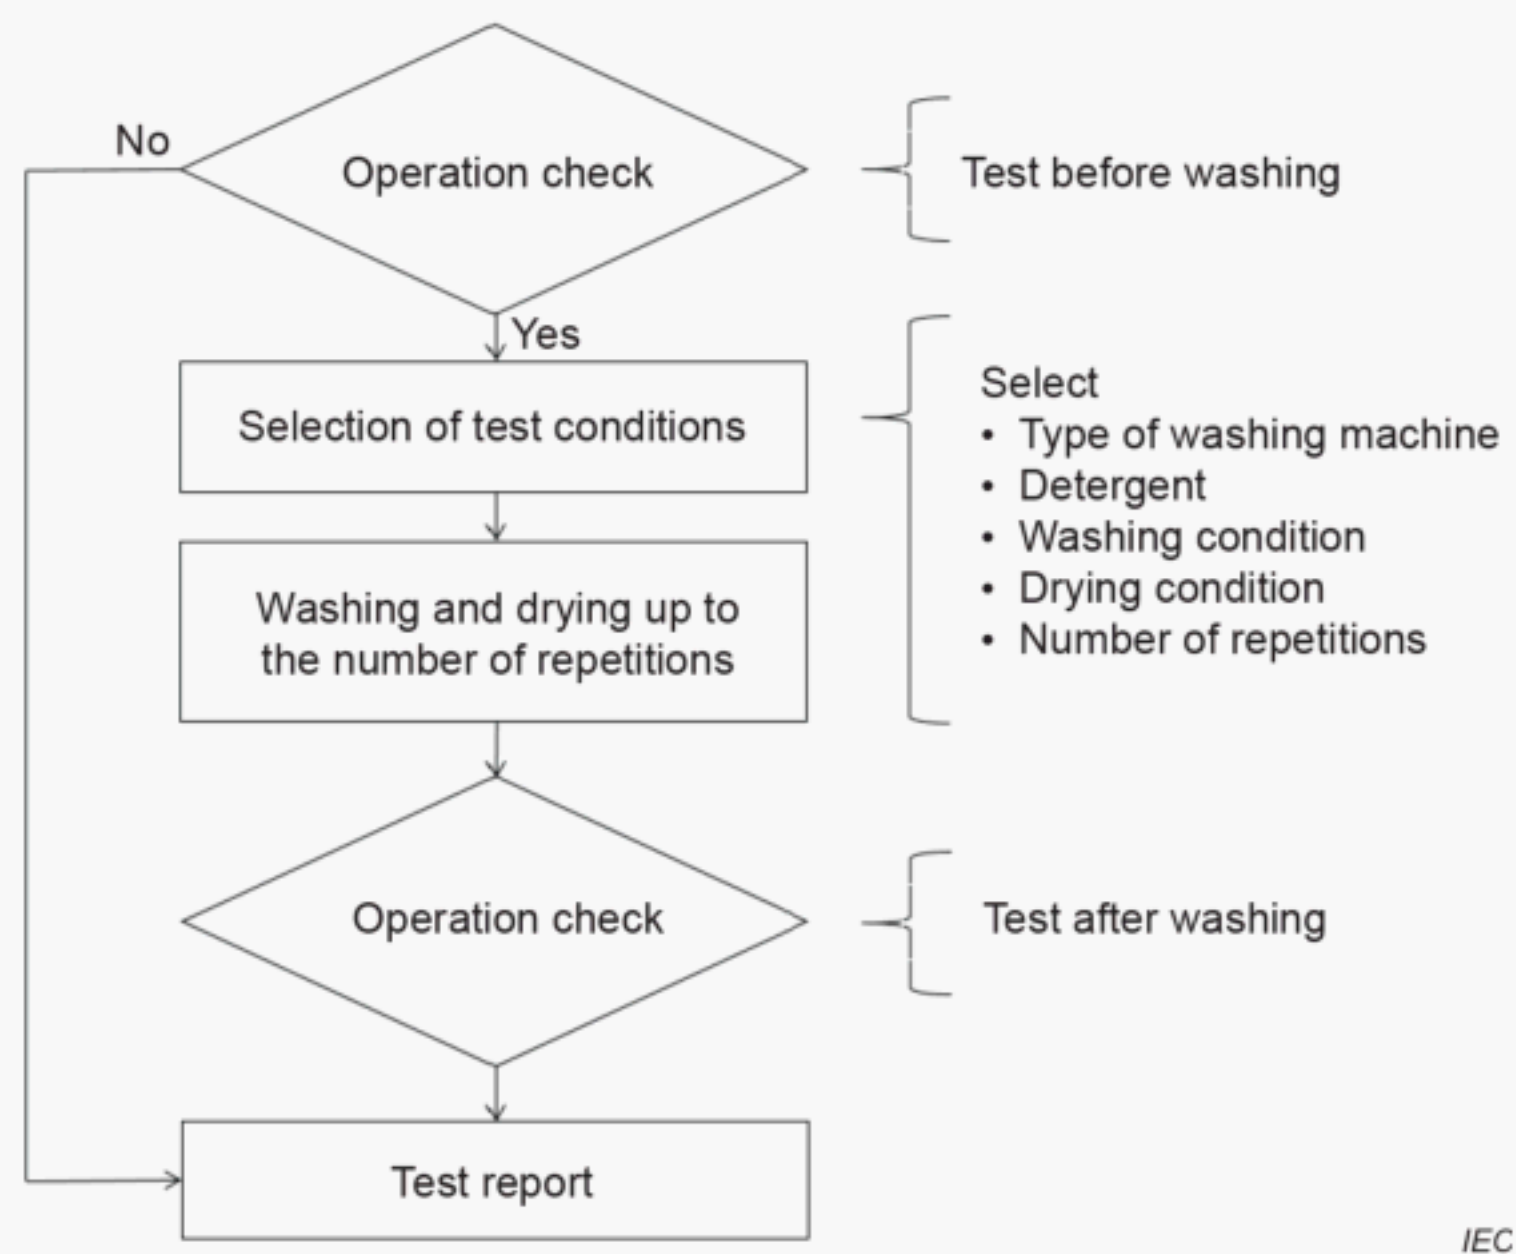 No
Operation check
Test before washing
Yes
Selection of test conditions
Select
• Type of washing machine
• Detergent
• Washing condition
• Drying condition
• Number of repetitions
Washing and drying up to
the number of repetitions
Operation check
Test after washing
Test report
IEC